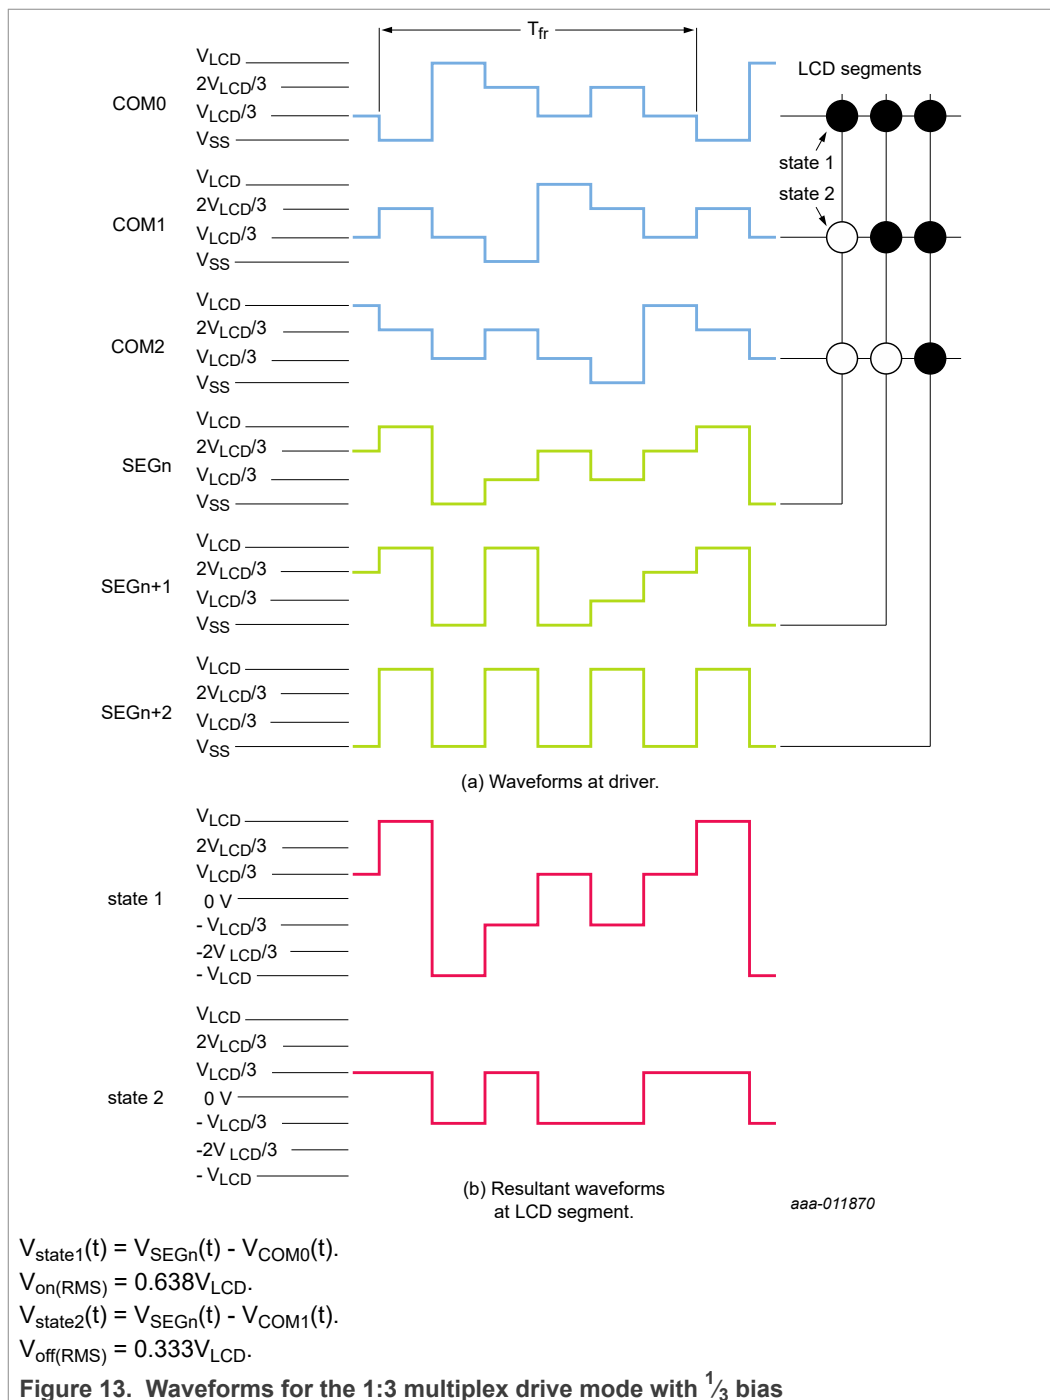 Tfr
VLCD
2VLCD/3
COM0
VLCD/3
VSS
LCD segments
state 1
VLCD
2VLCD/3
COM1
VLCD/3
VSS
state 2
VLCD
2VLCD/3
COM2
VLCD/3
VSS
VLCD
2VLCD/3
SEGn
VLCD/3
VSS
VLCD
2VLCD/3
SEGn+1
VLCD/3
VSS
VLCD
2VLCD/3
SEGn+2
VLCD/3
VSS
(a) Waveforms at driver.
VLCD
2VLCD/3
VLCD/3
state 1
0 V
- VLCD/3
-2V LCD/3
- VLCD
VLCD
2VLCD/3
VLCD/3
state 2
0 V
- VLCD/3
-2V LCD/3
- VLCD
(b) Resultant waveforms
at LCD segment.
aaa-011870
Vstate1(t) = VSEGn(t) - VCOM0(t).
Von(RMS) = 0.638VLCD.
Vstate2(t) = VSEGn(t) - VCOM1(t).
Voff(RMS) = 0.333VLCD.
Figure 13. Waveforms for the 1:3 multiplex drive mode with 1⁄3 bias